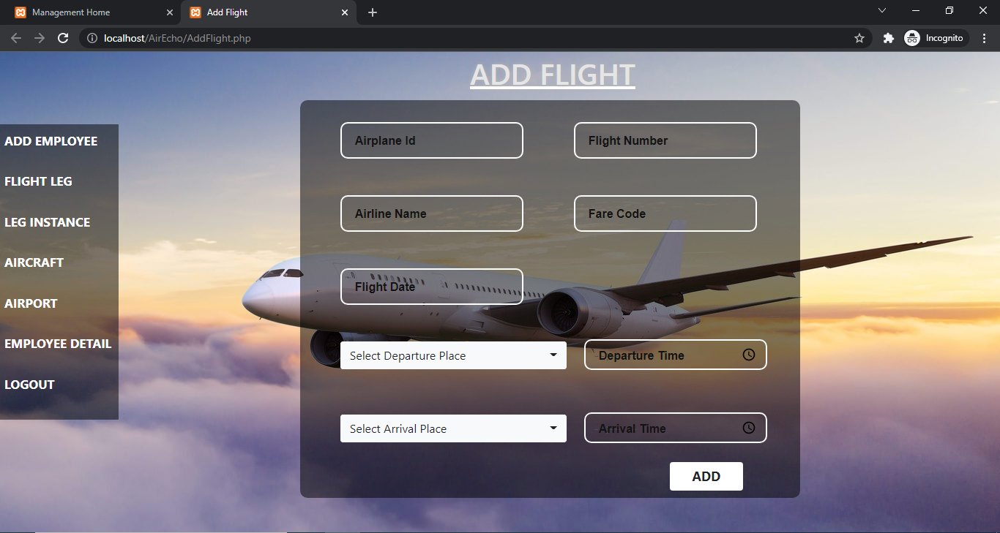 Management Home
Add Flight
localhost/AirEcho/AddFlight.php
Incognito
ADD FLIGHT
ADD EMPLOYEE
FLIGHT LEG
LEG INSTANCE
AIRCRAFT
AIRPORT
EMPLOYEE DETAIL
LOGOUT
Airplane Id
Flight Number
Airline Name
Fare Code
Flight Date
Select Departure Place
Departure Time
Select Arrival Place
Arrival Time
ADD